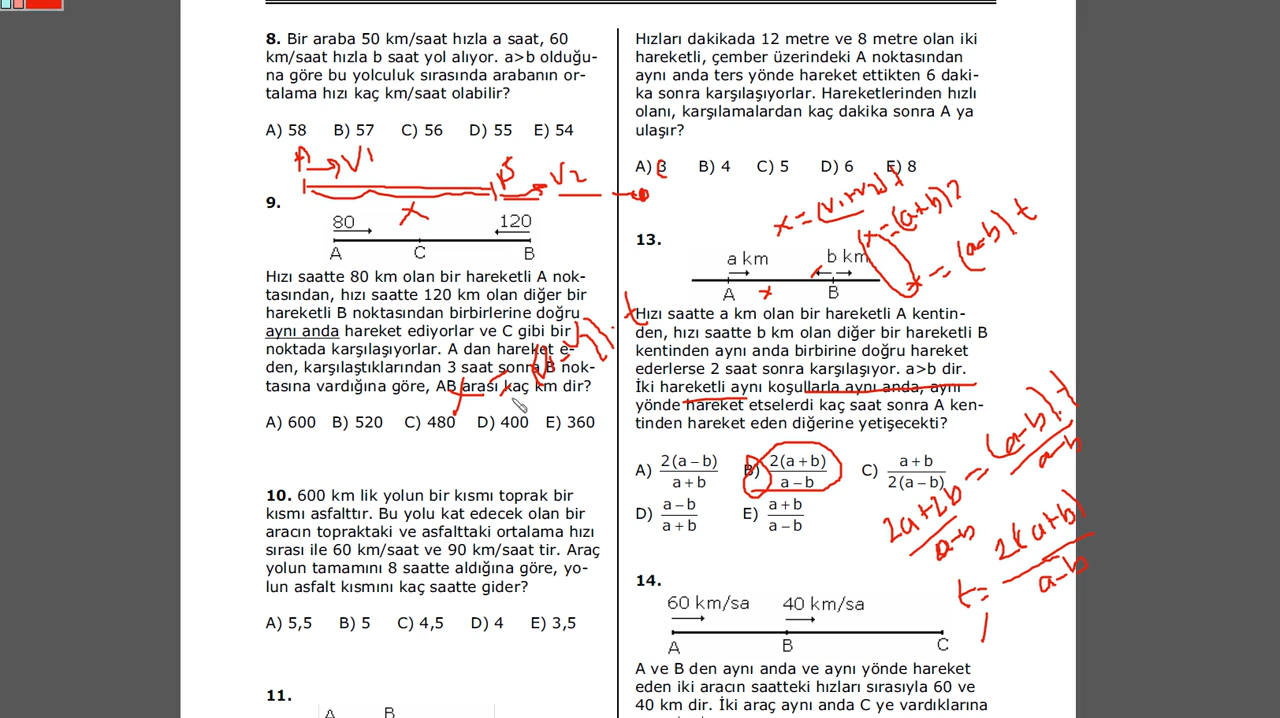 8. Bir araba 50 km/saat hızla a saat, 60
km/saat hızla b saat yol alıyor. a>b olduğu-
na göre bu yolculuk sırasında arabanın or-
talama hızı kaç km/saat olabilir?
A) 58 B) 57 C) 56 D) 55 E) 54
A V1 B V2
x
9.
80 120
A C B
Hızı saatte 80 km olan bir hareketli A nok-
tasından, hızı saatte 120 km olan diğer bir
hareketli B noktasından birbirlerine doğru
aynı anda hareket ediyorlar ve C gibi bir
noktada karşılaşıyorlar. A dan hareket e-
den, karşılaştıklarından 3 saat sonra B nok-
tasına vardığına göre, AB arası kaç km dir?
A) 600 B) 520 C) 480 D) 400 E) 360
10. 600 km lik yolun bir kısmı toprak bir
kısmı asfalttır. Bu yolu kat edecek olan bir
aracın topraktaki ve asfalttaki ortalama hızı
sırası ile 60 km/saat ve 90 km/saat tir. Araç
yolun tamamını 8 saatte aldığına göre, yo-
lun asfalt kısmını kaç saatte gider?
A) 5,5 B) 5 C) 4,5 D) 4 E) 3,5
11.
A B
Hızları dakikada 12 metre ve 8 metre olan iki
hareketli, çember üzerindeki A noktasından
aynı anda ters yönde hareket ettikten 6 daki-
ka sonra karşılaşıyorlar. Hareketlerinden hızlı
olanı, karşılamalardan kaç dakika sonra A ya
ulaşır?
A) 3 B) 4 C) 5 D) 6 E) 8
x = (V1+V2) t
x = (a+b) 2
x = (a-b) t
13.
a km b km
A x B
Hızı saatte a km olan bir hareketli A kentin-
den, hızı saatte b km olan diğer bir hareketli B
kentinden aynı anda birbirine doğru hareket
ederlerse 2 saat sonra karşılaşıyor. a>b dir.
İki hareketli aynı koşullarla aynı anda, aynı
yönde hareket etselerdi kaç saat sonra A ken-
tinden hareket eden diğerine yetişecekti?
A) 2(a – b) / a + b B) 2(a + b) / a – b C) a + b / 2(a – b)
D) a – b / a + b E) a + b / a – b
2a+2b / a-b = (a-b).t / a-b
t = 2(a+b) / a-b
14.
60 km/sa 40 km/sa
A B C
A ve B den aynı anda ve aynı yönde hareket
eden iki aracın saatteki hızları sırasıyla 60 ve
40 km dir. İki araç aynı anda C ye vardıklarına